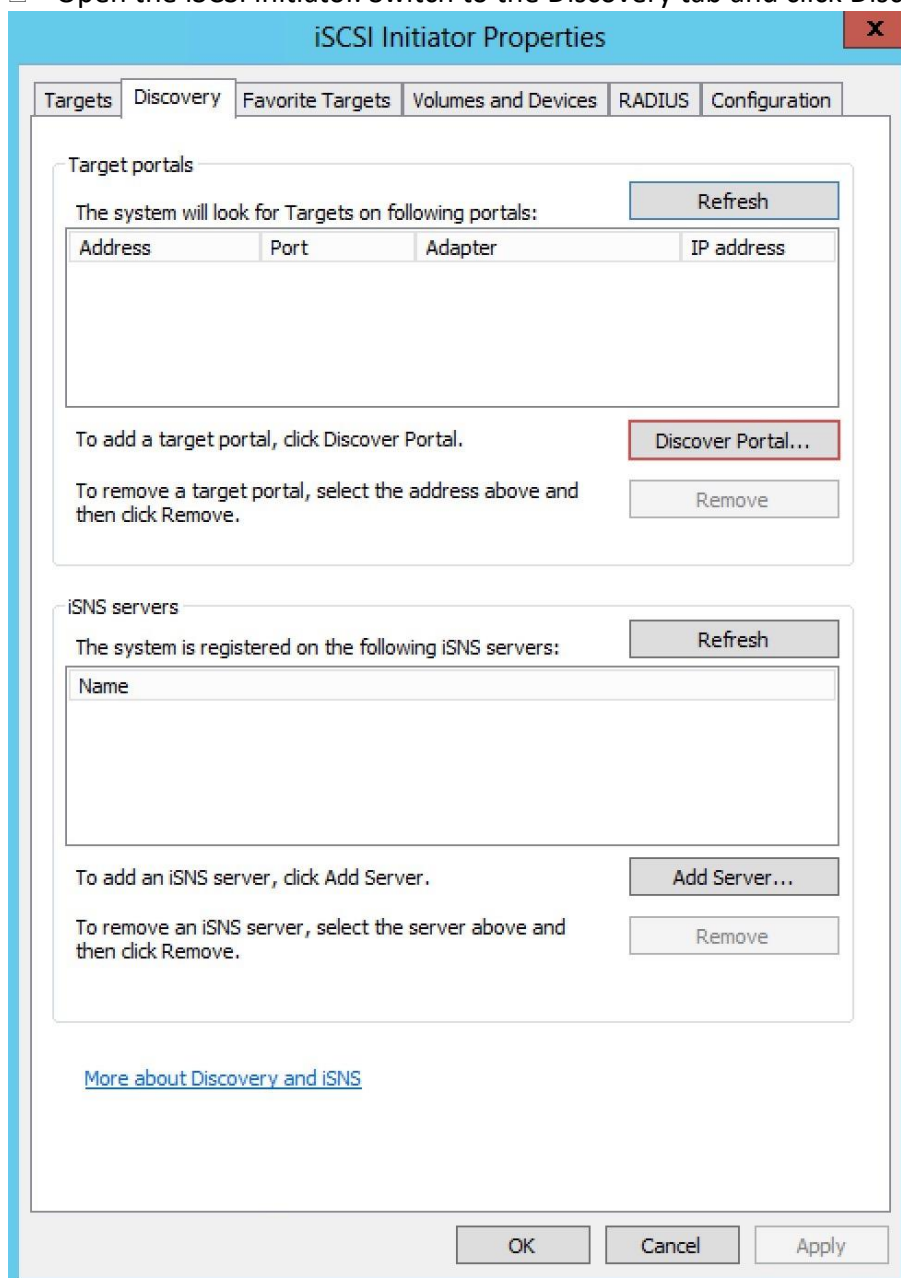 Open the iSCSI Initiator. Switch to the Discovery tab and click
iSCSI Initiator Properties
x
Targets Discovery Favorite Targets Volumes and Devices RADIUS Configuration
Target portals
The system will look for Targets on following portals:
Refresh
Address Port Adapter IP address
To add a target portal, click Discover Portal.
Discover Portal...
To remove a target portal, select the address above and
then click Remove.
Remove
iSNS servers
The system is registered on the following iSNS servers:
Refresh
Name
To add an iSNS server, click Add Server.
Add Server...
To remove an iSNS server, select the server above and
then click Remove.
Remove
More about Discovery and iSNS
OK Cancel Apply